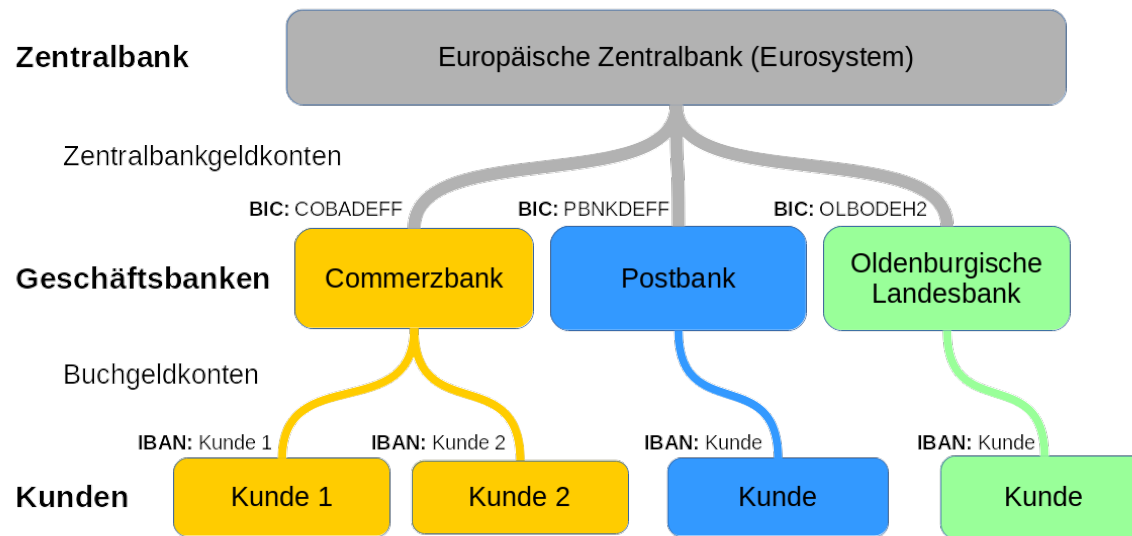 Zentralbank
Europäische Zentralbank (Eurosystem)
Zentralbankgeldkonten
BIC: COBADEFF
BIC: PBNKDEFF
BIC: OLBODEH2
Geschäftsbanken
Commerzbank
Postbank
Oldenburgische
Landesbank
Buchgeldkonten
IBAN: Kunde 1
IBAN: Kunde 2
IBAN: Kunde
IBAN: Kunde
Kunden
Kunde 1
Kunde 2
Kunde
Kunde